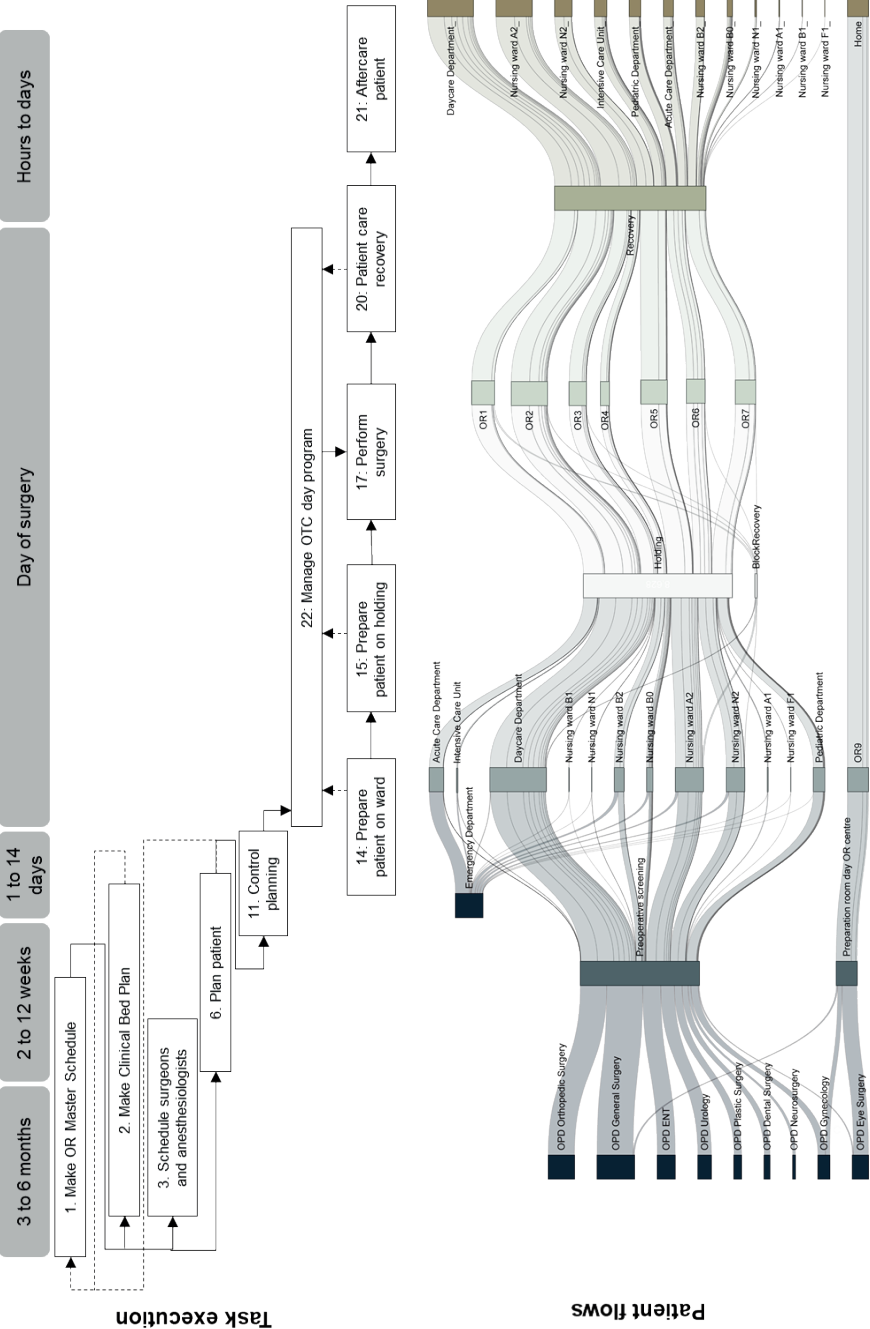 3 to 6 months
2 to 12 weeks
1 to 14
days
Day of surgery
Hours to days
Task execution
1. Make OR Master Schedule
2. Make Clinical Bed Plan
3. Schedule surgeons
and anesthesiologists
6. Plan patient
11. Control
planning
22: Manage OTC day program
14: Prepare
patient on ward
15: Prepare
patient on holding
17: Perform
surgery
20: Patient care
recovery
21: Aftercare
patient
Patient flows
OPD Orthopedic Surgery
OPD General Surgery
OPD ENT
OPD Urology
OPD Plastic Surgery
OPD Dental Surgery
OPD Neurosurgery
OPD Gynecology
OPD Eye Surgery
Preoperative screening
Preparation room day OR centre
Emergency Department
Acute Care Department
Intensive Care Unit
Daycare Department
Nursing ward B1
Nursing ward N1
Nursing ward B2
Nursing ward B0
Nursing ward A2
Nursing ward N2
Nursing ward A1
Nursing ward F1
Pediatric Department
OR9
Holding
BlockRecovery
OR1
OR2
OR3
OR4
OR5
OR6
OR7
Recovery
Daycare Department_
Nursing ward A2_
Nursing ward N2_
Intensive Care Unit_
Pediatric Department_
Acute Care Department_
Nursing ward B2_
Nursing ward B0_
Nursing ward N1_
Nursing ward A1_
Nursing ward B1_
Nursing ward F1_
Home